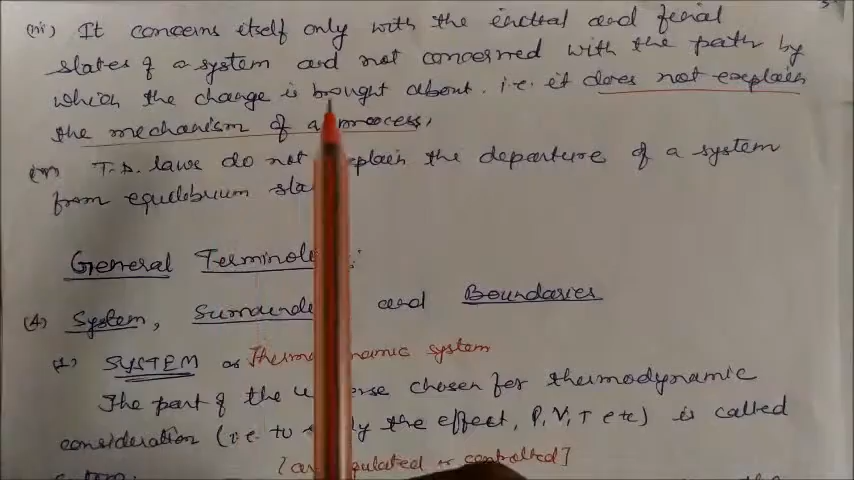 (iii) It concerns itself only with the initial and final
states of a system and not concerned with the path by
which the change is brought about. i.e. it does not explain
the mechanism of a process,
(iv) T.D. laws do not explain the departure of a system
from equilibrium
General
(A) System, and Boundaries
(1) SYSTEM or system
The part of the chosen for thermodynamic
consideration (i.e. to the effect, P, V, T etc) is called
or controlled]